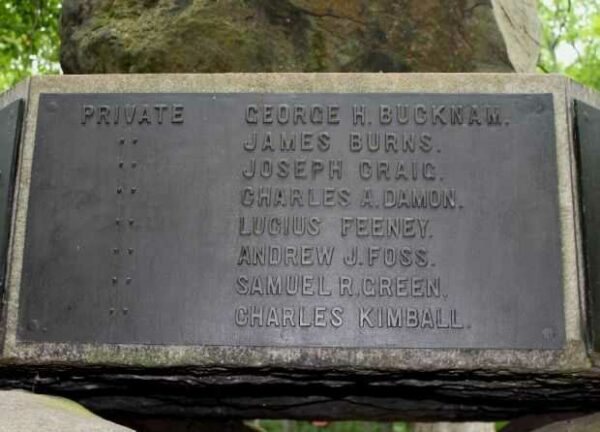 PRIVATE GEORGE H. BUCKNAM.
" JAMES BURNS.
" JOSEPH CRAIG.
" CHARLES A. DAMON.
" LUCIUS FEENEY.
" ANDREW J. FOSS.
" SAMUEL R. GREEN.
" CHARLES KIMBALL.